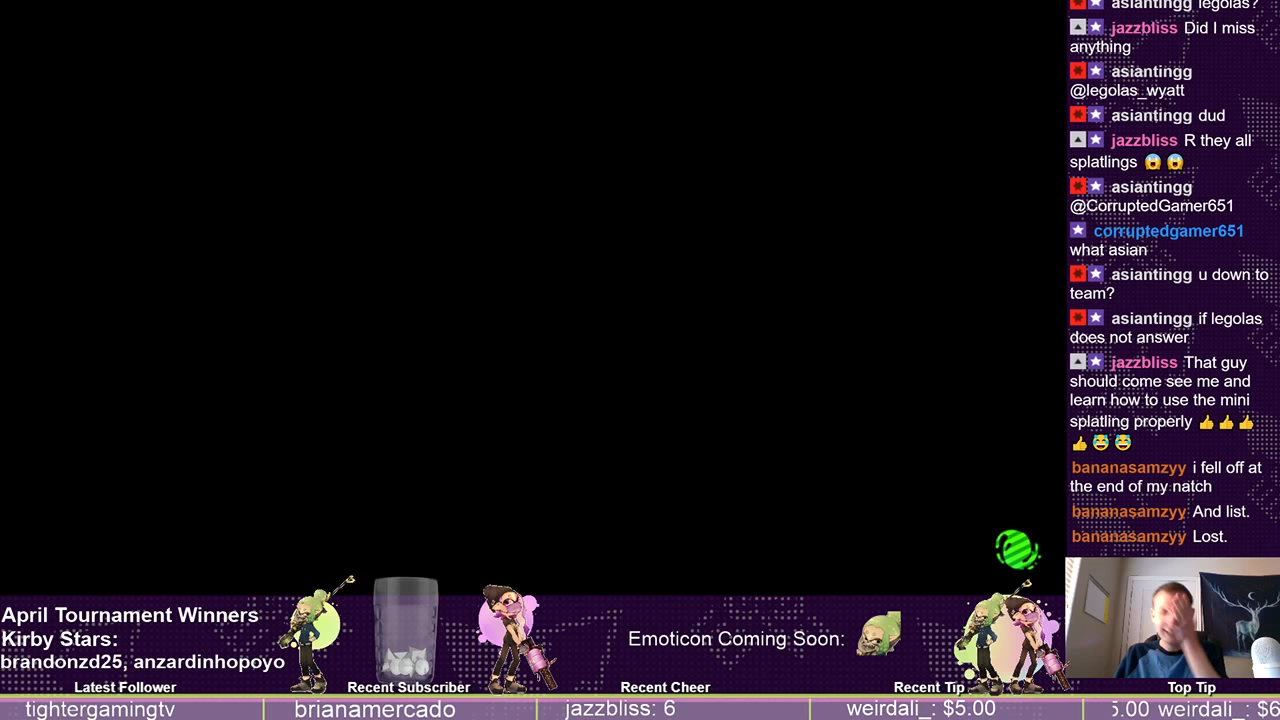 asiantingg legolas?
jazzbliss Did I miss
anything
asiantingg
@legolas_wyatt
asiantingg dud
jazzbliss R they all
splatlings 😱 😱
asiantingg
@CorruptedGamer651
corruptedgamer651
what asian
asiantingg u down to
team?
asiantingg if legolas
does not answer
jazzbliss That guy
should come see me and
learn how to use the mini
splatling properly 👍 👍 👍
👍 😂 😂
bananasamzyy i fell off at
the end of my natch
bananasamzyy And list.
bananasamzyy Lost.
April Tournament Winners
Kirby Stars:
brandonzd25, anzardinhopoyo
Emoticon Coming Soon:
Latest Follower
Recent Subscriber
Recent Cheer
Recent Tip
Top Tip
tightergamingtv
brianamercado
jazzbliss: 6
weirdali_: $5.00
5.00 weirdali_: $6